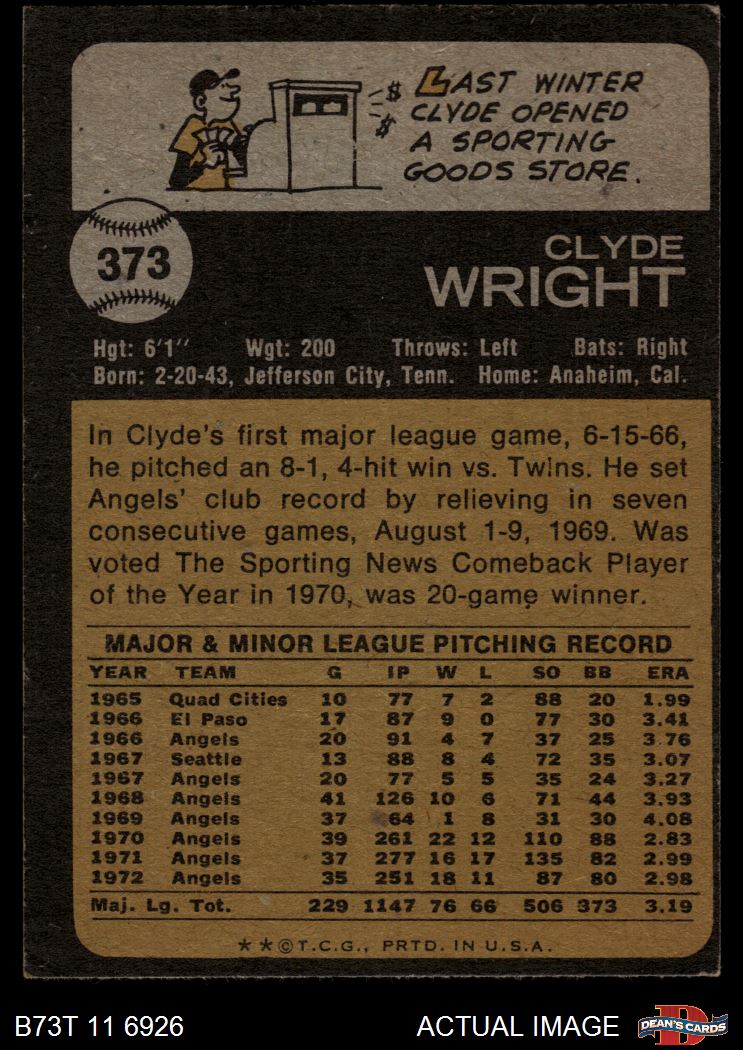 LAST WINTER
CLYDE OPENED
A SPORTING
GOODS STORE.
$
$
373
CLYDE
WRIGHT
Hgt: 6'1" Wgt: 200 Throws: Left Bats: Right
Born: 2-20-43, Jefferson City, Tenn. Home: Anaheim, Cal.
In Clyde's first major league game, 6-15-66,
he pitched an 8-1, 4-hit win vs. Twins. He set
Angels' club record by relieving in seven
consecutive games, August 1-9, 1969. Was
voted The Sporting News Comeback Player
of the Year in 1970, was 20-game winner.
MAJOR & MINOR LEAGUE PITCHING RECORD
YEAR TEAM G IP W L SO BB ERA
1965 Quad Cities 10 77 7 2 88 20 1.99
1966 El Paso 17 87 9 0 77 30 3.41
1966 Angels 20 91 4 7 37 25 3.76
1967 Seattle 13 88 8 4 72 35 3.07
1967 Angels 20 77 5 5 35 24 3.27
1968 Angels 41 126 10 6 71 44 3.93
1969 Angels 37 64 1 8 31 30 4.08
1970 Angels 39 261 22 12 110 88 2.83
1971 Angels 37 277 16 17 135 82 2.99
1972 Angels 35 251 18 11 87 80 2.98
Maj. Lg. Tot. 229 1147 76 66 506 373 3.19
★★©T.C.G., PRTD. IN U.S.A.
B73T 11 6926 ACTUAL IMAGE
D
DEAN'S CARDS